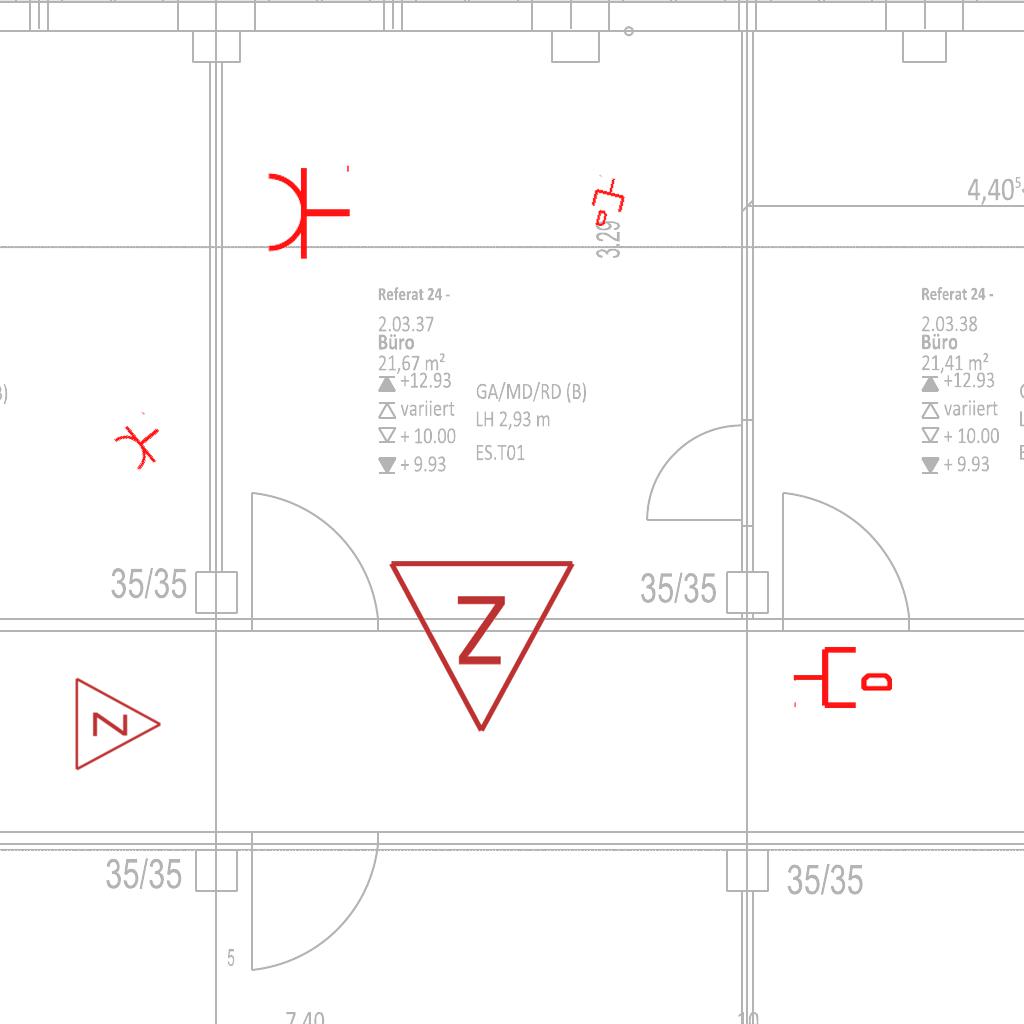 4,40⁵
3,29
Referat 24 -
2.03.37
Büro
21,67 m²
+12.93
variiert
+ 10.00
+ 9.93
GA/MD/RD (B)
LH 2,93 m
ES.T01
Referat 24 -
2.03.38
Büro
21,41 m²
+12.93
variiert
+ 10.00
+ 9.93
35/35
35/35
Z
Z
35/35
35/35
5
7,40
10